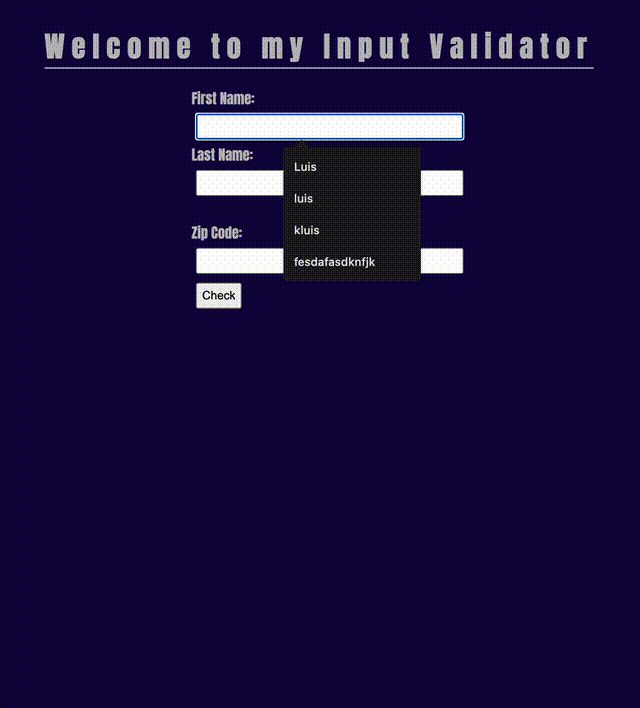 Welcome to my Input Validator
First Name:
Last Name:
Luis
luis
Zip Code:
kluis
fesdafasdknfjk
Check